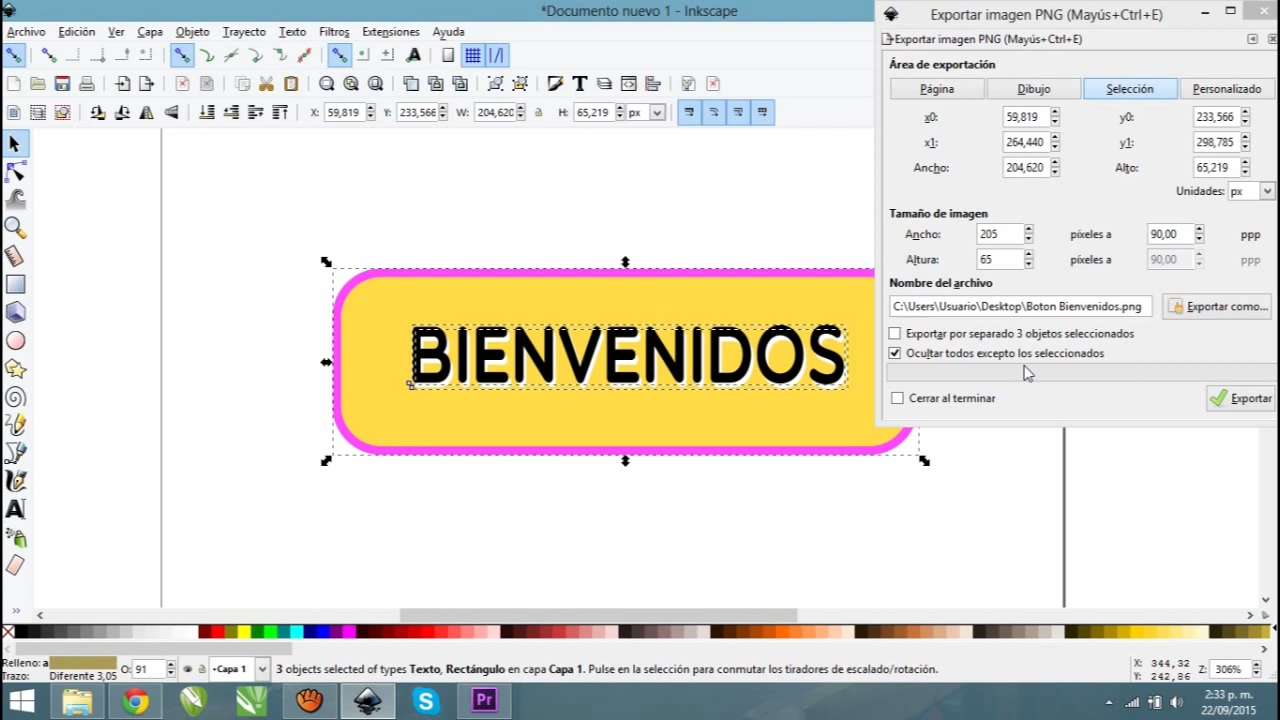 *Documento nuevo 1 - Inkscape
Archivo Edición Ver Capa Objeto Trayecto Texto Filtros Extensiones Ayuda
X: 59,819 Y: 233,566 W: 204,620 H: 65,219 px
Exportar imagen PNG (Mayús+Ctrl+E)
Exportar imagen PNG (Mayús+Ctrl+E)
Área de exportación
Página Dibujo Selección Personalizado
x0: 59,819 y0: 233,566
x1: 264,440 y1: 298,785
Ancho: 204,620 Alto: 65,219
Unidades: px
Tamaño de imagen
Ancho: 205 píxeles a 90,00 ppp
Altura: 65 píxeles a 90,00 ppp
Nombre del archivo
C:\Users\Usuario\Desktop\Boton Bienvenidos.png Exportar como...
Exportar por separado 3 objetos seleccionados
Ocultar todos excepto los seleccionados
Cerrar al terminar Exportar
BIENVENIDOS
Relleno: a O: 91 •Capa 1 3 objects selected of types Texto, Rectángulo en capa Capa 1. Pulse en la selección para conmutar los tiradores de escalado/rotación. X: 344,32 Z: 306%
Trazo: Diferente 3,05 Y: 242,86
Pr
2:33 p. m.
22/09/2015